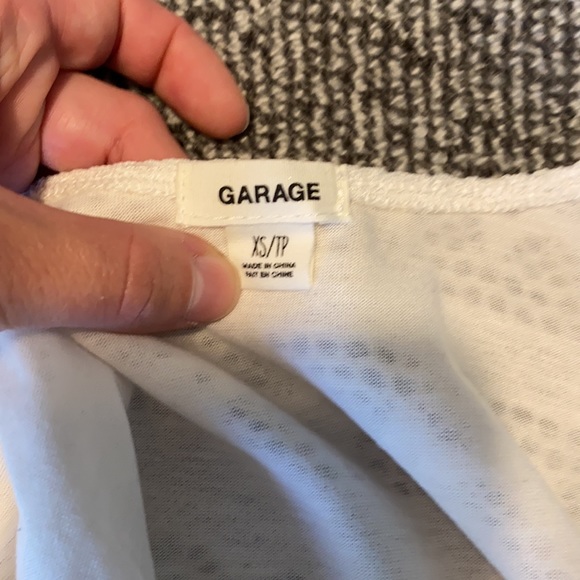 GARAGE
XS/TP
MADE IN CHINA
FAIT EN CHINE